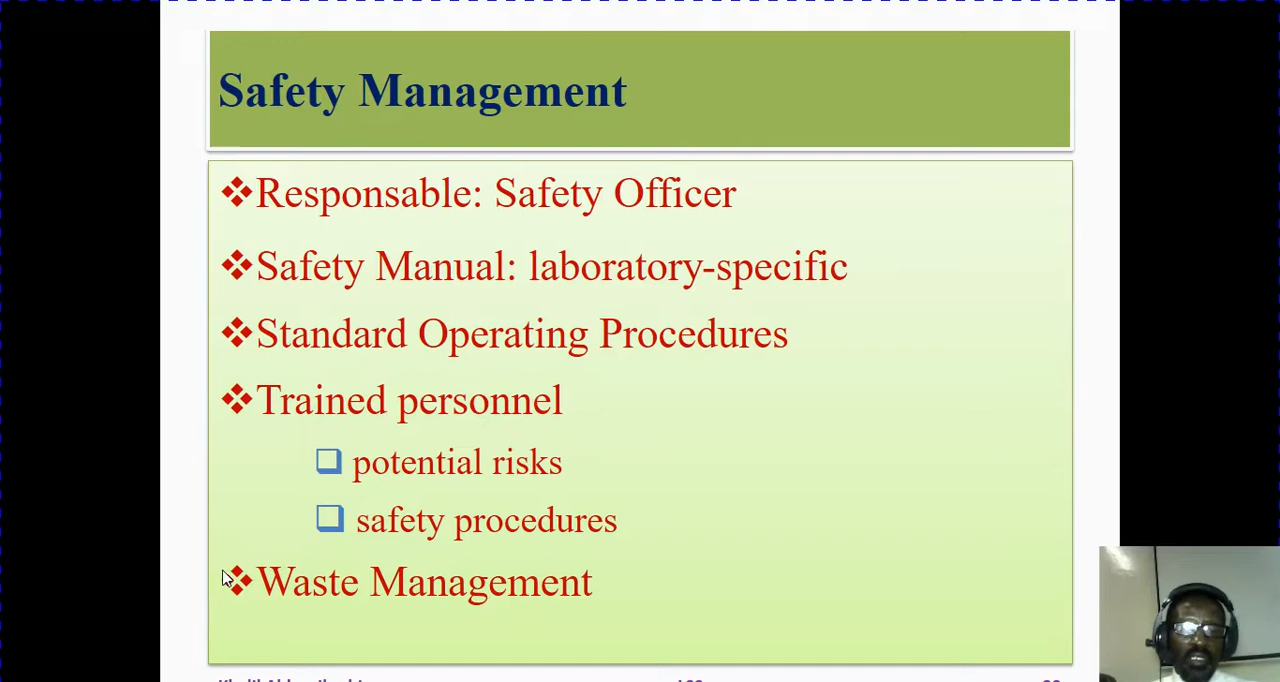 Safety Management
Responsable: Safety Officer
Safety Manual: laboratory-specific
Standard Operating Procedures
Trained personnel
potential risks
safety procedures
Waste Management